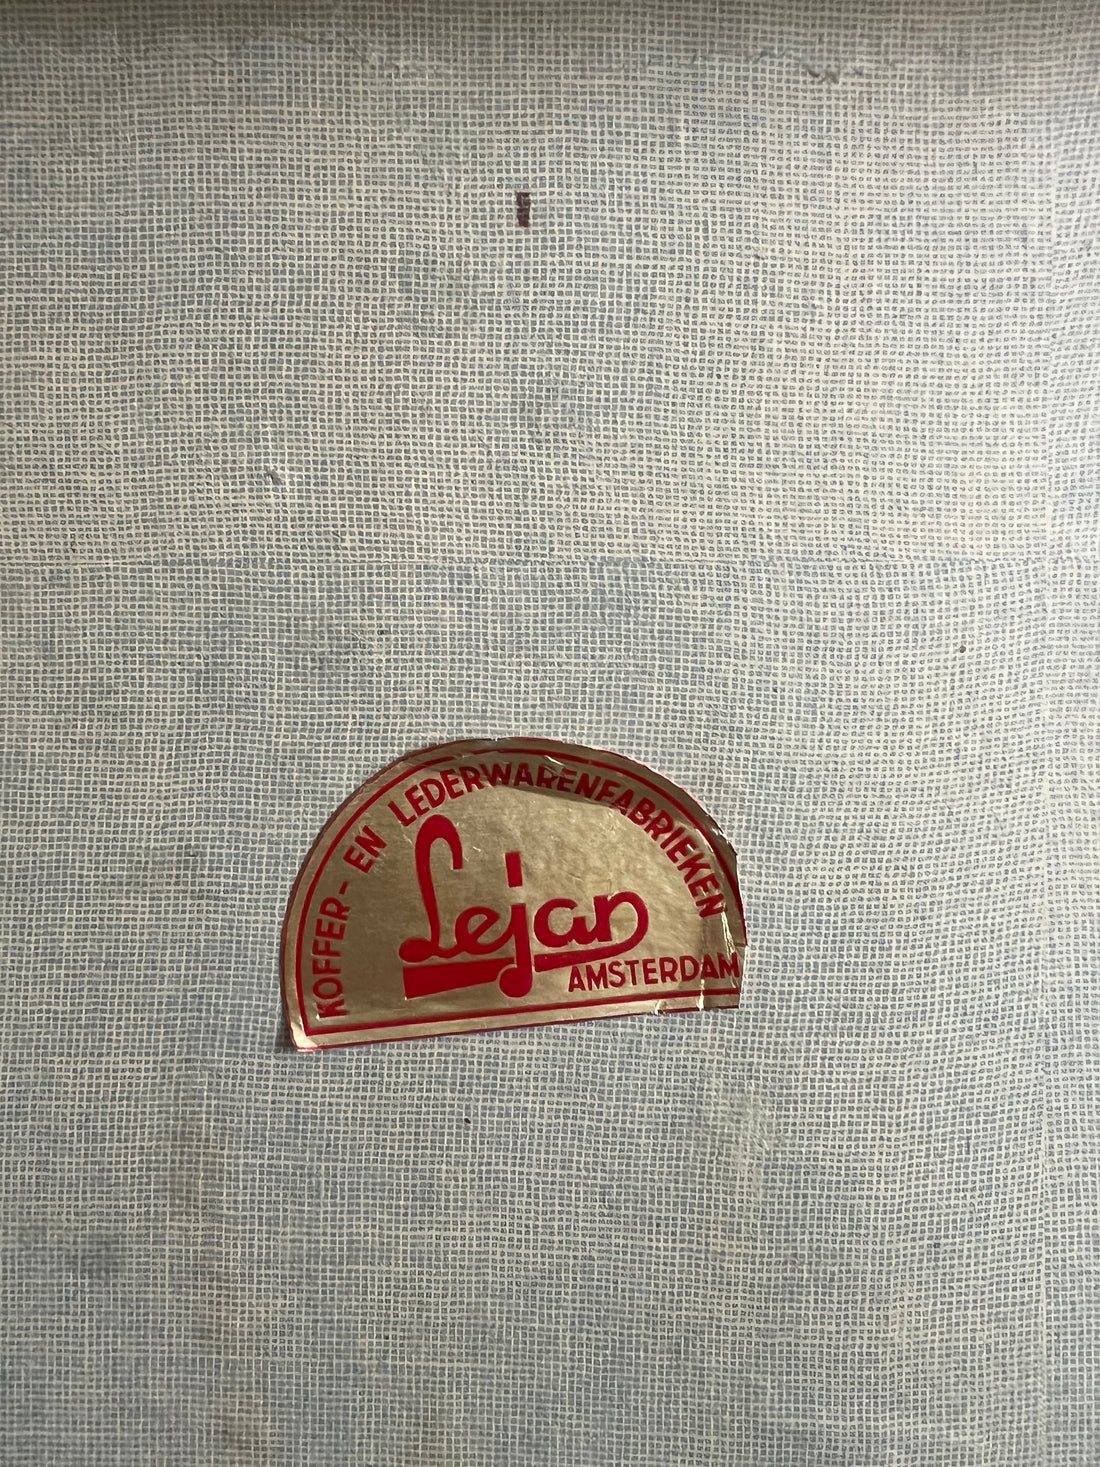 KOFFER- EN LEDERWARENFABRIEKEN
Lejan
AMSTERDAM